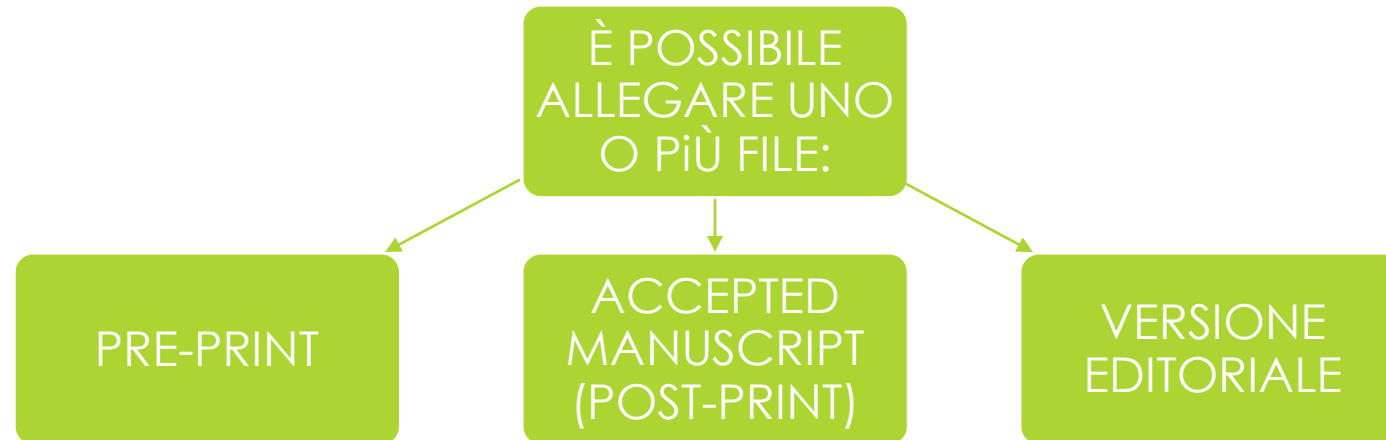 È POSSIBILE
ALLEGARE UNO
O PiÙ FILE:
PRE-PRINT
ACCEPTED
MANUSCRIPT
(POST-PRINT)
VERSIONE
EDITORIALE